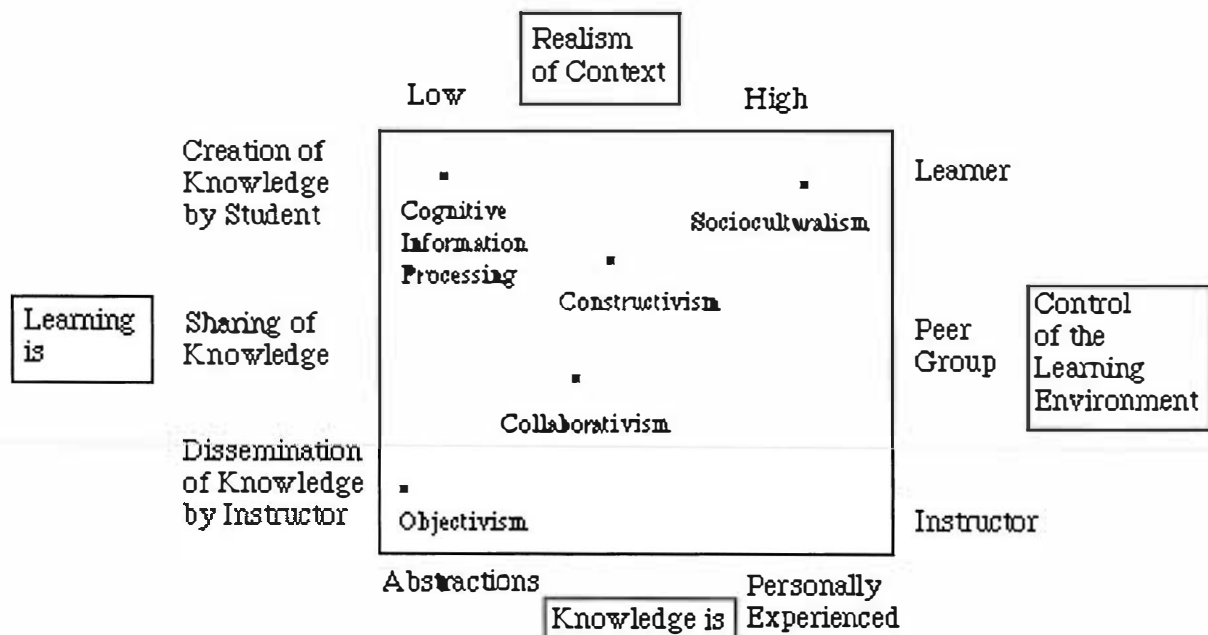 Realism
of Context
Low
High
Creation of
Knowledge
by Student
Learner
Cognitive
Information
Processing
Socioculturalism
Constructivism
Learning
is
Sharing of
Knowledge
Peer
Group
Control
of the
Learning
Environment
Collaborativism
Dissemination
of Knowledge
by Instructor
Objectivism
Instructor
Abstractions
Personally
Experienced
Knowledge is